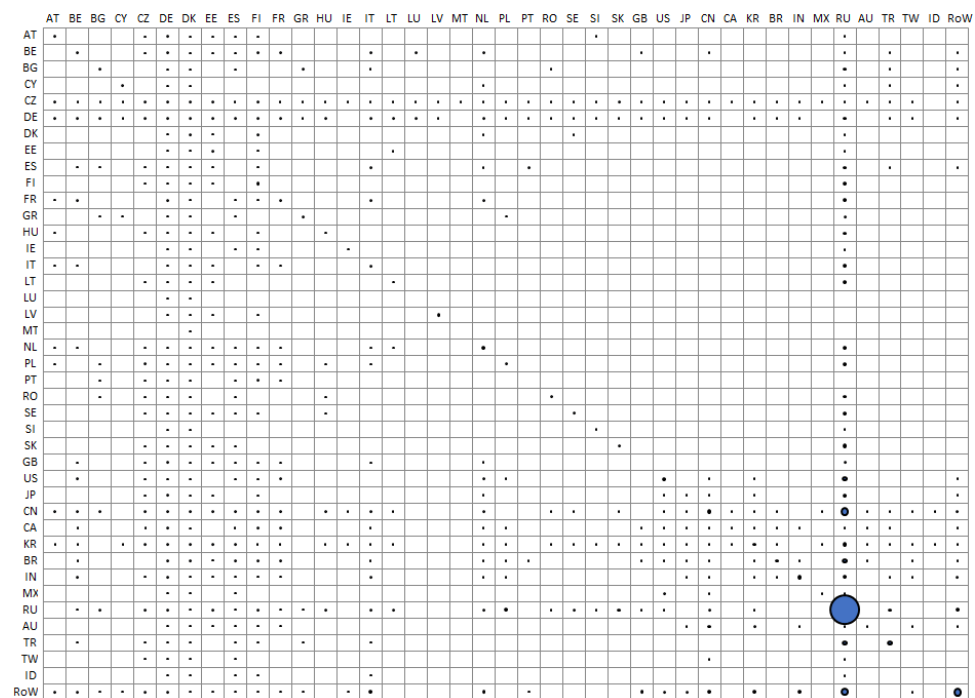 AT BE BG CY CZ DE DK EE ES FI FR GR HU IE IT LT LU LV MT NL PL PT RO SE SI SK GB US JP CN CA KR BR IN MX RU AU TR TW ID RoW
AT
BE
BG
CY
CZ
DE
DK
EE
ES
FI
FR
GR
HU
IE
IT
LT
LU
LV
MT
NL
PL
PT
RO
SE
SI
SK
GB
US
JP
CN
CA
KR
BR
IN
MX
RU
AU
TR
TW
ID
RoW